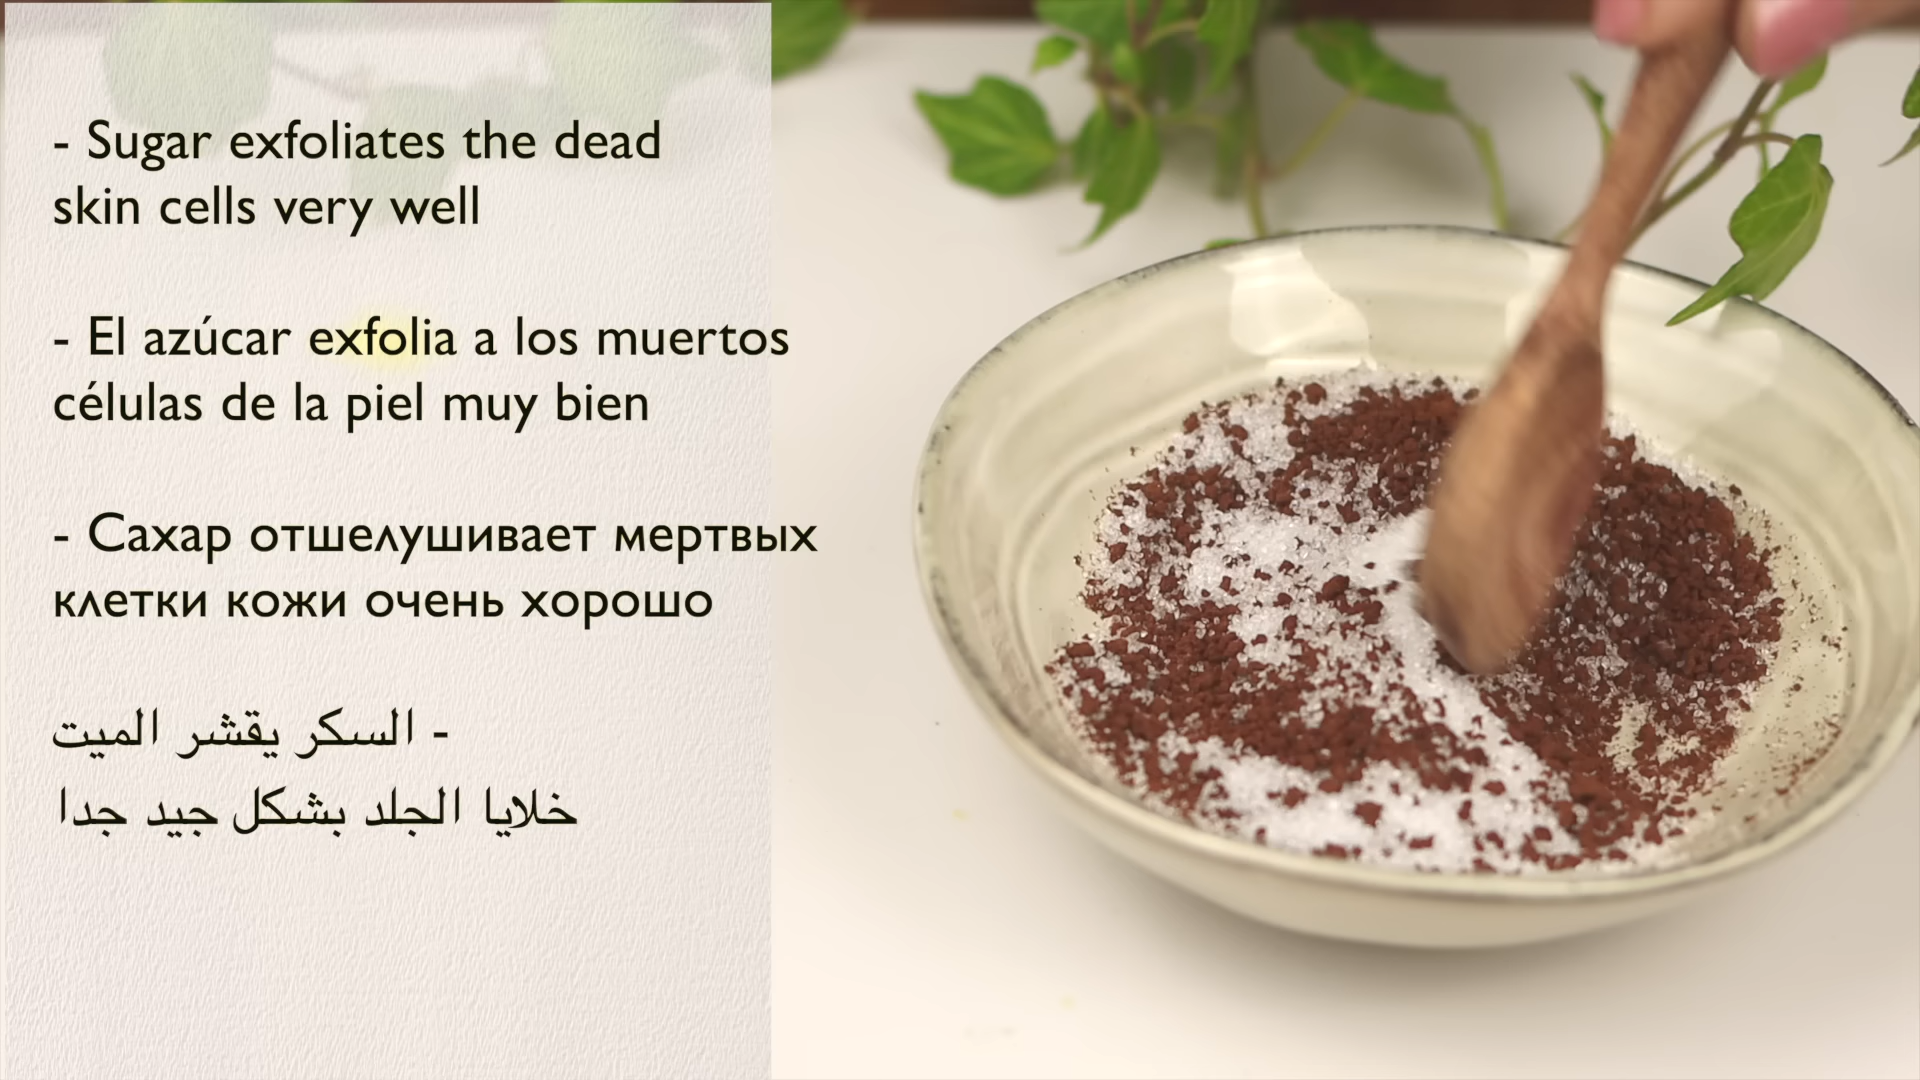 - Sugar exfoliates the dead
skin cells very well
- El azúcar exfolia a los muertos
células de la piel muy bien
- Сахар отшелушивает мертвых
клетки кожи очень хорошо
- السكر يقشر الميت
خلايا الجلد بشكل جيد جدا